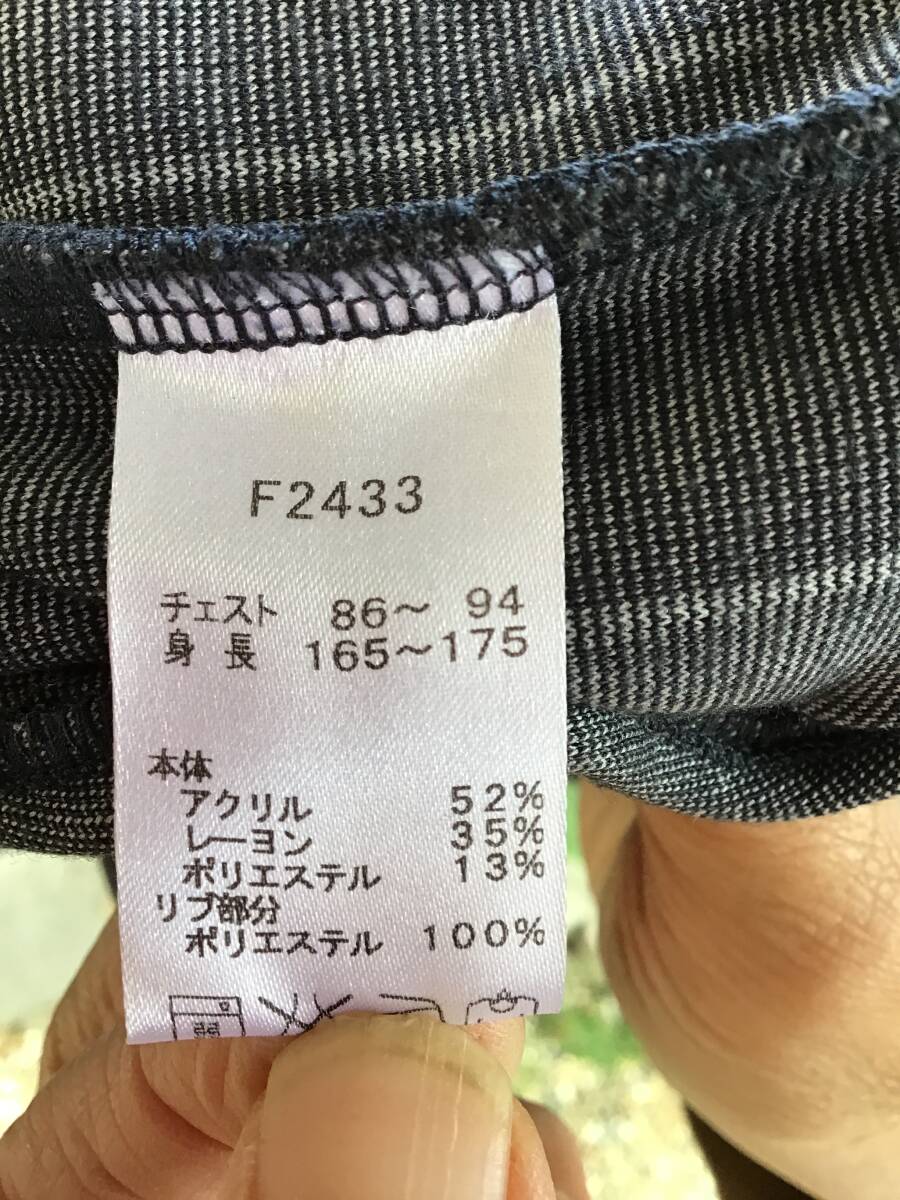 F2433
チェスト 86～ 94
身 長 165～175
本体
アクリル 52%
レーヨン 35%
ポリエステル 13%
リブ部分
ポリエステル 100%